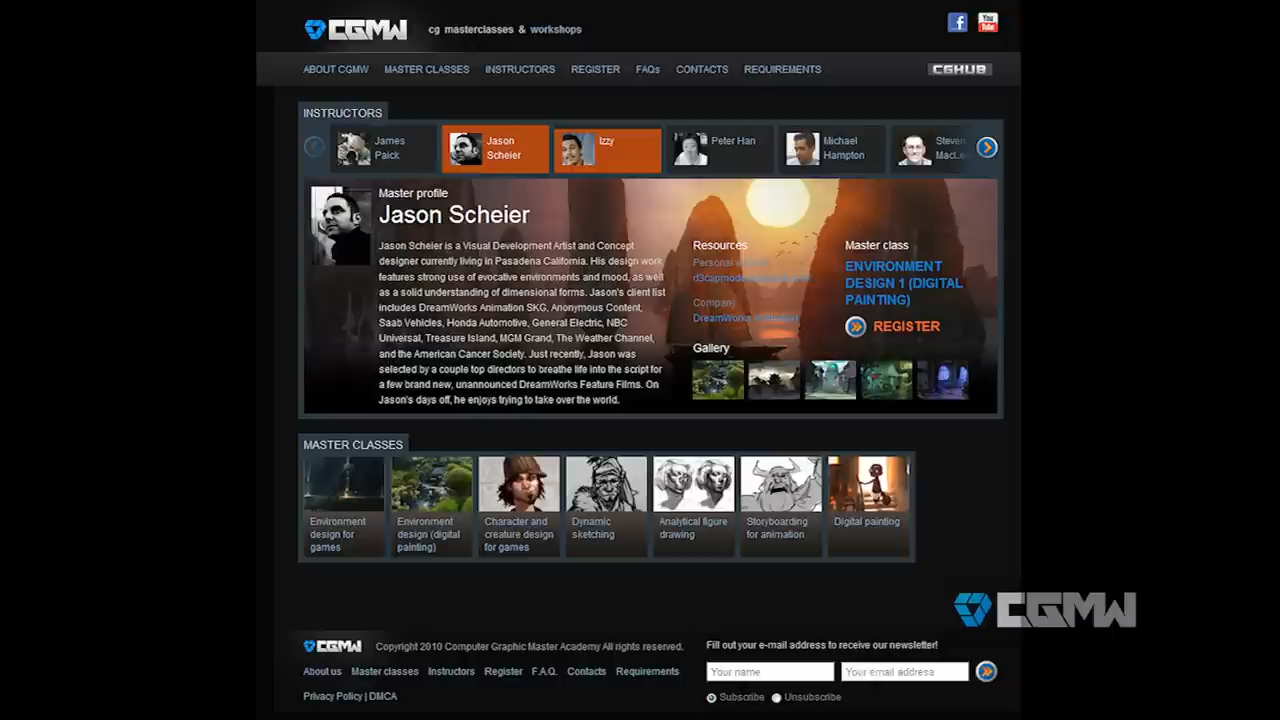 CGMW
cg masterclasses & workshops
f
You Tube
ABOUT CGMW MASTER CLASSES INSTRUCTORS REGISTER FAQs CONTACTS REQUIREMENTS
CGHUB
INSTRUCTORS
James Paick
Jason Scheier
Izzy
Peter Han
Michael Hampton
Steven
Master profile
Jason Scheier
Jason Scheier is a Visual Development Artist and Concept
designer currently living in Pasadena California. His design work
features strong use of evocative environments and mood, as well
as a solid understanding of dimensional forms. Jason's client list
includes DreamWorks Animation SKG, Anonymous Content,
Saab Vehicles, Honda Automotive, General Electric, NBC
Universal, Treasure Island, MGM Grand, The Weather Channel,
and the American Cancer Society. Just recently, Jason was
selected by a couple top directors to breathe life into the script for
a few brand new, unannounced DreamWorks Feature Films. On
Jason's days off, he enjoys trying to take over the world.
Resources
Personal
Company
DreamWorks
Gallery
Master class
ENVIRONMENT
DESIGN 1 (DIGITAL
PAINTING)
REGISTER
MASTER CLASSES
Environment
design for
games
Environment
design (digital
painting)
Character and
creature design
for games
Dynamic
sketching
Analytical figure
drawing
Storyboarding
for animation
Digital painting
CGMW
CGMW
Copyright 2010 Computer Graphic Master Academy All rights reserved.
About us Master classes Instructors Register F.A.Q. Contacts Requirements
Privacy Policy | DMCA
Fill out your e-mail address to receive our newsletter!
Your name
Your email address
Subscribe Unsubscribe